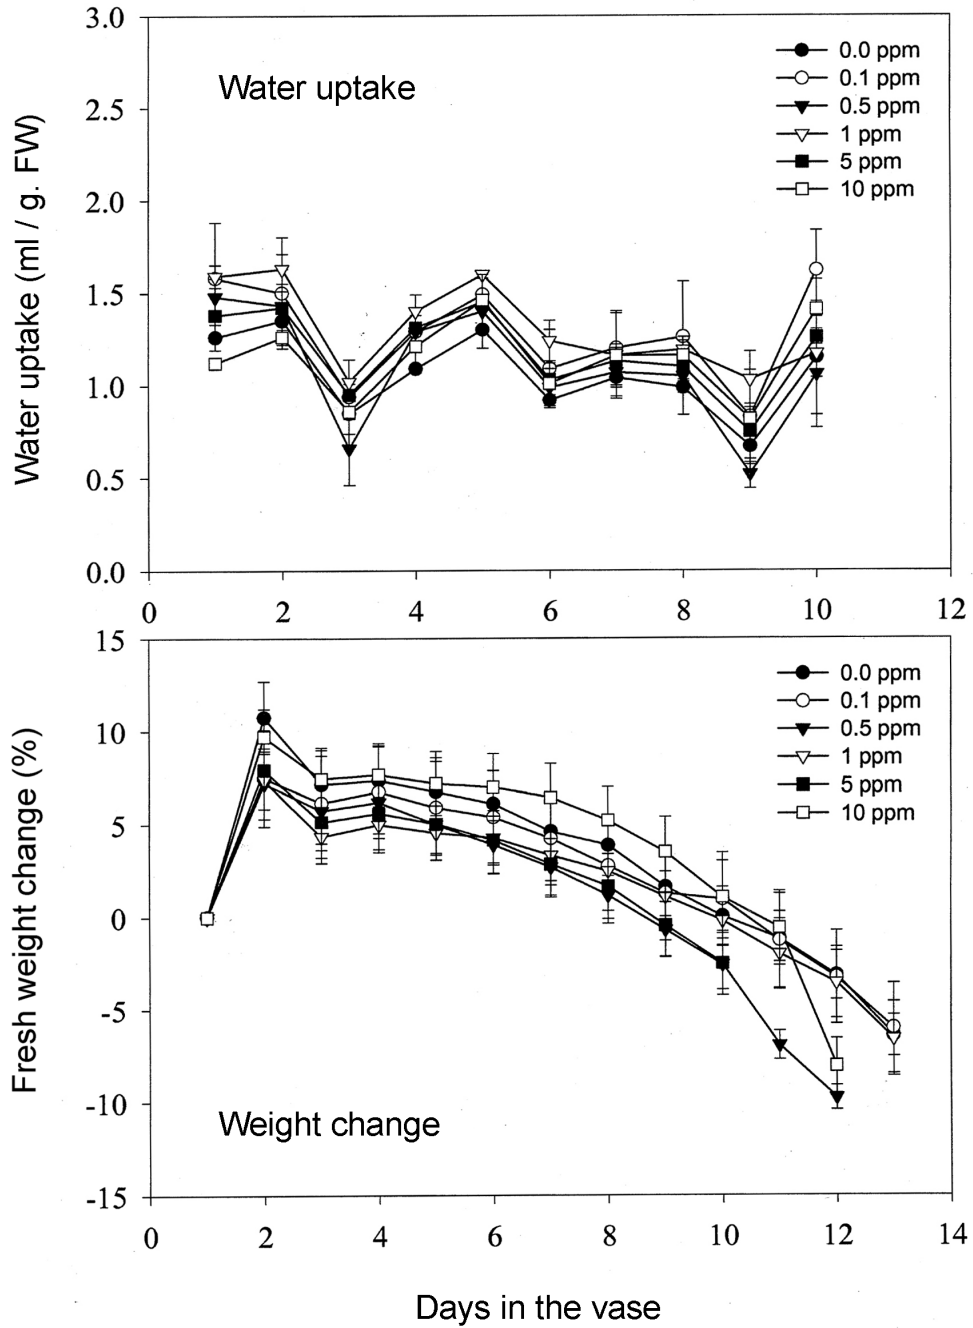 3.0
2.5
2.0
1.5
1.0
0.5
0.0
Water uptake (ml / g. FW)
Water uptake
0.0 ppm
0.1 ppm
0.5 ppm
1 ppm
5 ppm
10 ppm
0 2 4 6 8 10 12
15
10
5
0
-5
-10
-15
Fresh weight change (%)
0.0 ppm
0.1 ppm
0.5 ppm
1 ppm
5 ppm
10 ppm
Weight change
0 2 4 6 8 10 12 14
Days in the vase